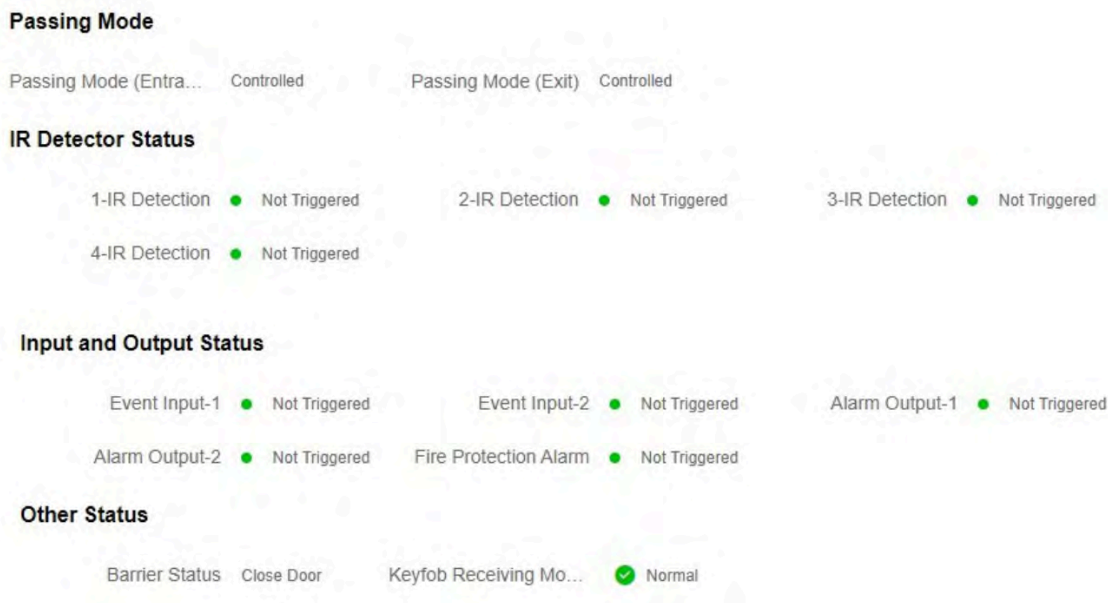 Passing Mode
Passing Mode (Entra... Controlled Passing Mode (Exit) Controlled
IR Detector Status
1-IR Detection Not Triggered 2-IR Detection Not Triggered 3-IR Detection Not Triggered
4-IR Detection Not Triggered
Input and Output Status
Event Input-1 Not Triggered Event Input-2 Not Triggered Alarm Output-1 Not Triggered
Alarm Output-2 Not Triggered Fire Protection Alarm Not Triggered
Other Status
Barrier Status Close Door Keyfob Receiving Mo... Normal